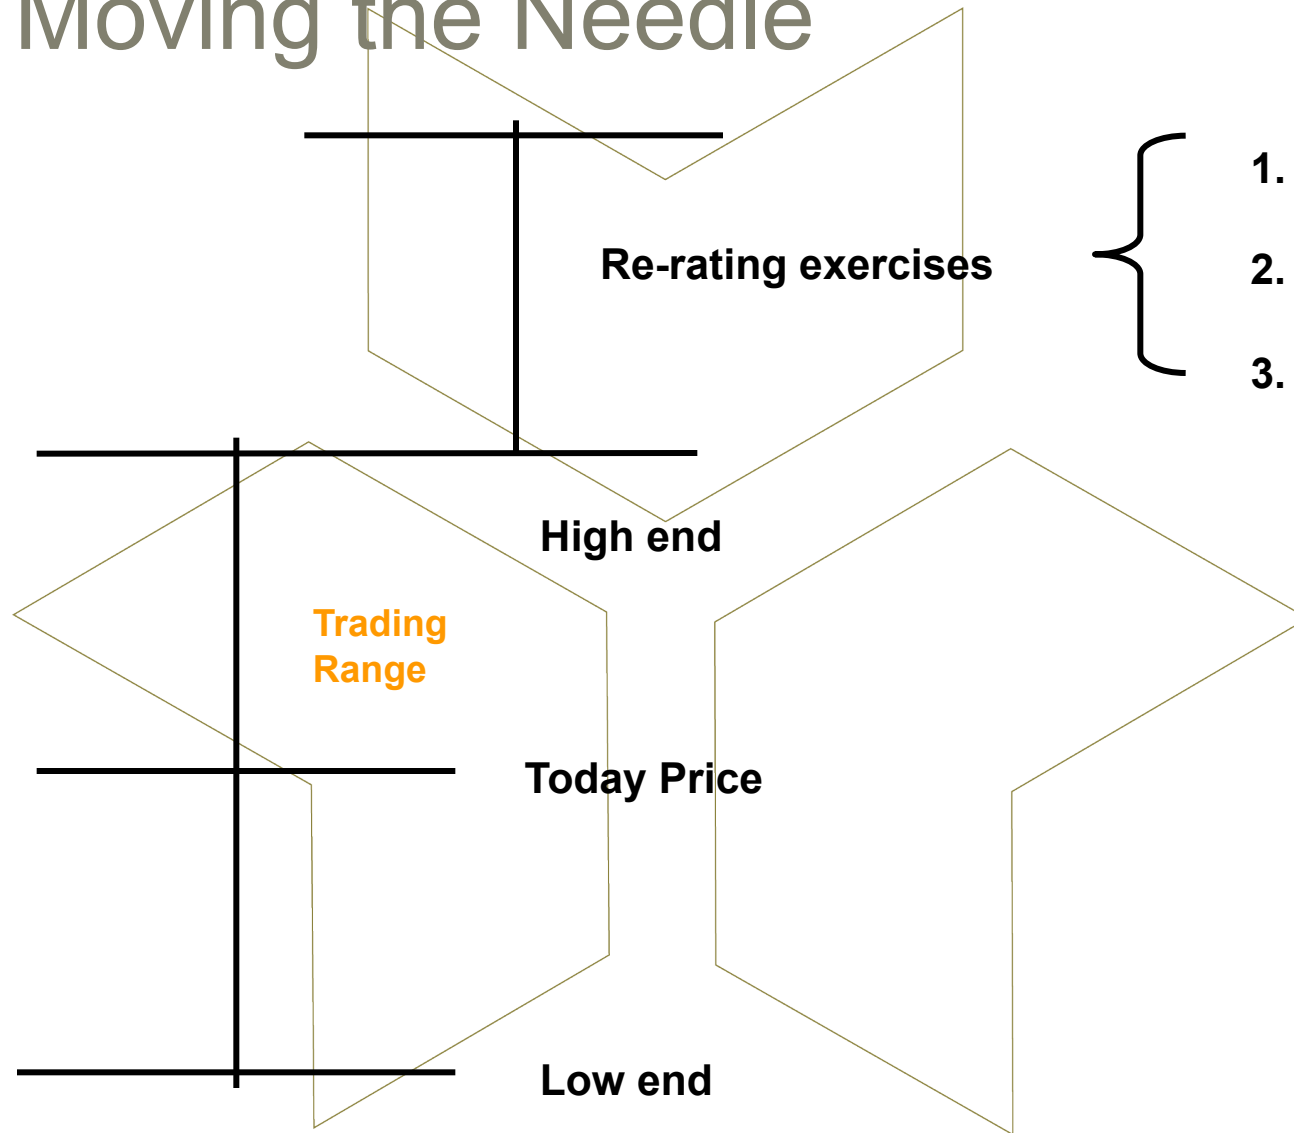 Moving the Needle
1.
Re-rating exercises
2.
3.
High end
Trading
Range
Today Price
Low end